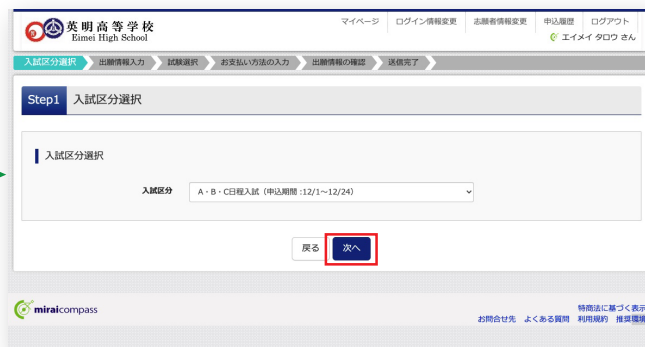 英明高等学校
Eimei High School
マイページ ログイン情報変更 志願者情報変更 申込履歴 ログアウト
エイメイ タロウ さん
入試区分選択 出願情報入力 試験選択 お支払い方法の入力 出願情報の確認 送信完了
Step1 入試区分選択
入試区分選択
入試区分 A・B・C日程入試（申込期間:12/1～12/24）
戻る 次へ
miraicompass
特商法に基づく表示
お問合せ先 よくある質問 利用規約 推奨環境